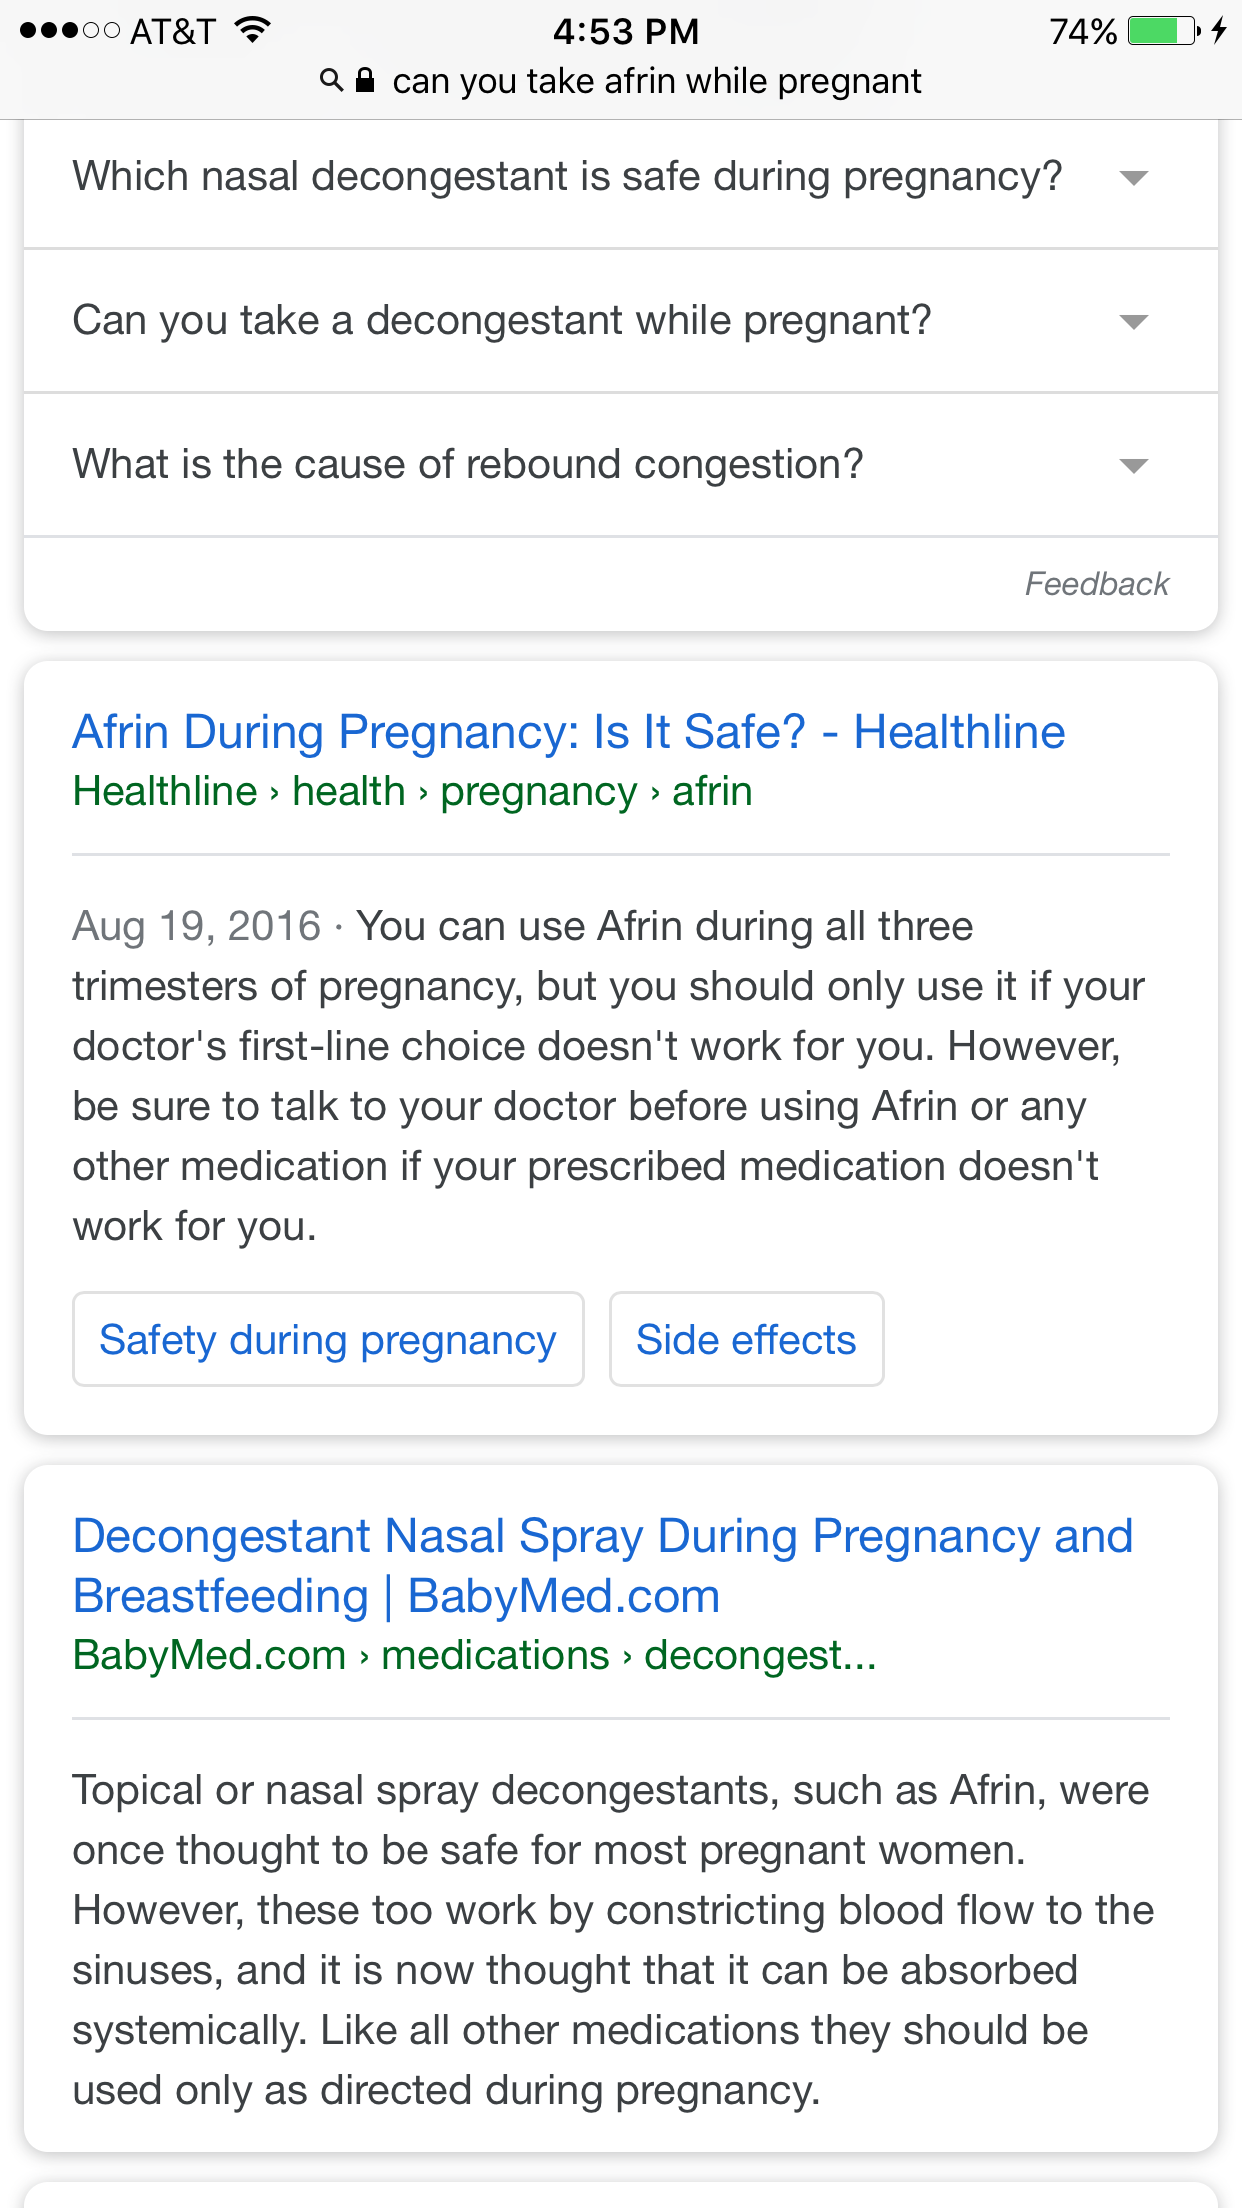 AT&T 4:53 PM 74%
can you take afrin while pregnant
Which nasal decongestant is safe during pregnancy?
Can you take a decongestant while pregnant?
What is the cause of rebound congestion?
Feedback
Afrin During Pregnancy: Is It Safe? - Healthline
Healthline › health › pregnancy › afrin
Aug 19, 2016 · You can use Afrin during all three
trimesters of pregnancy, but you should only use it if your
doctor's first-line choice doesn't work for you. However,
be sure to talk to your doctor before using Afrin or any
other medication if your prescribed medication doesn't
work for you.
Safety during pregnancy Side effects
Decongestant Nasal Spray During Pregnancy and
Breastfeeding | BabyMed.com
BabyMed.com › medications › decongest...
Topical or nasal spray decongestants, such as Afrin, were
once thought to be safe for most pregnant women.
However, these too work by constricting blood flow to the
sinuses, and it is now thought that it can be absorbed
systemically. Like all other medications they should be
used only as directed during pregnancy.